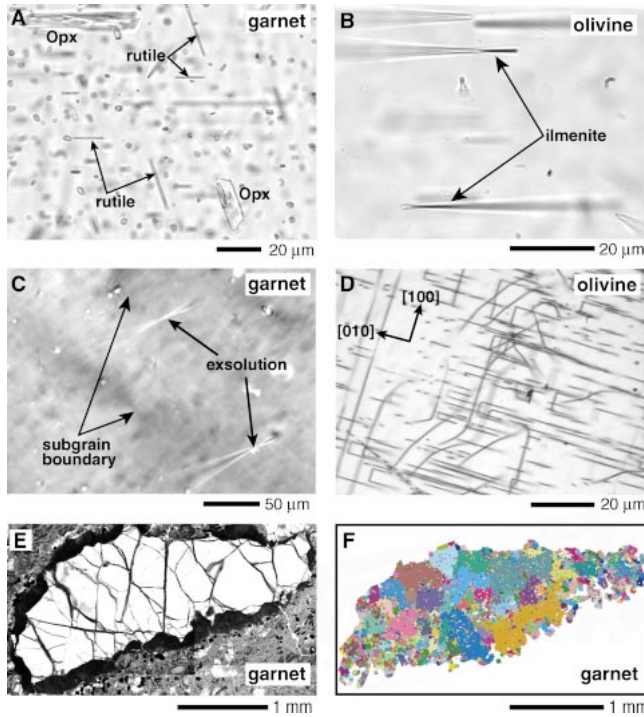 A
garnet
Opx
rutile
rutile
Opx
20 μm
B
olivine
ilmenite
20 μm
C
garnet
exsolution
subgrain
boundary
50 μm
D
olivine
[100]
[010]
20 μm
E
garnet
1 mm
F
garnet
1 mm